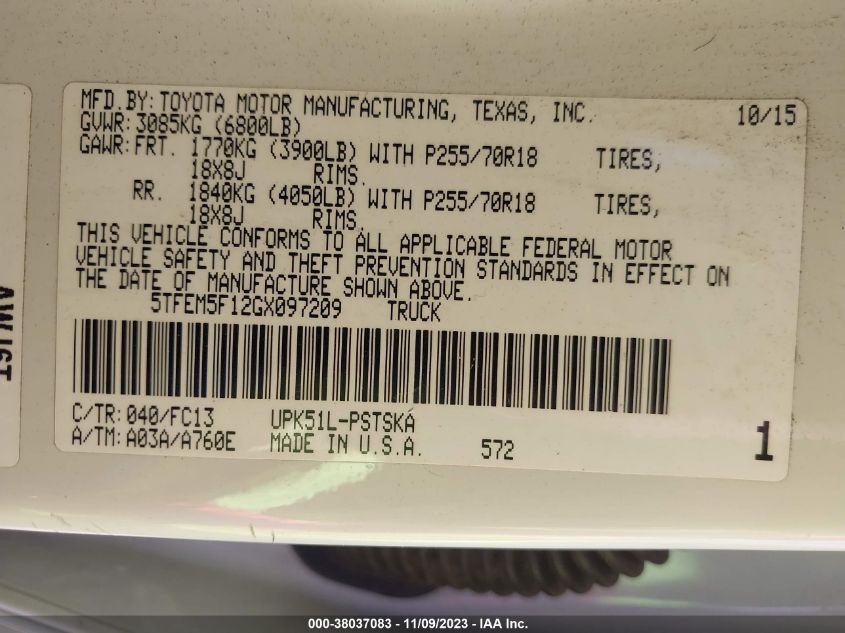 MFD.BY:TOYOTA MOTOR MANUFACTURING, TEXAS, INC. 10/15
GVWR:3085KG (6800LB)
GAWR:FRT. 1770KG (3900LB) WITH P255/70R18 TIRES,
18X8J RIMS.
RR. 1840KG (4050LB) WITH P255/70R18 TIRES,
18X8J RIMS.
THIS VEHICLE CONFORMS TO ALL APPLICABLE FEDERAL MOTOR
VEHICLE SAFETY AND THEFT PREVENTION STANDARDS IN EFFECT ON
THE DATE OF MANUFACTURE SHOWN ABOVE.
5TFEM5F12GX097209 TRUCK
C/TR:040/FC13 UPK51L-PSTSKA
A/TM:A03A/A760E MADE IN U.S.A. 572 1
000-38037083 - 11/09/2023 - IAA Inc.